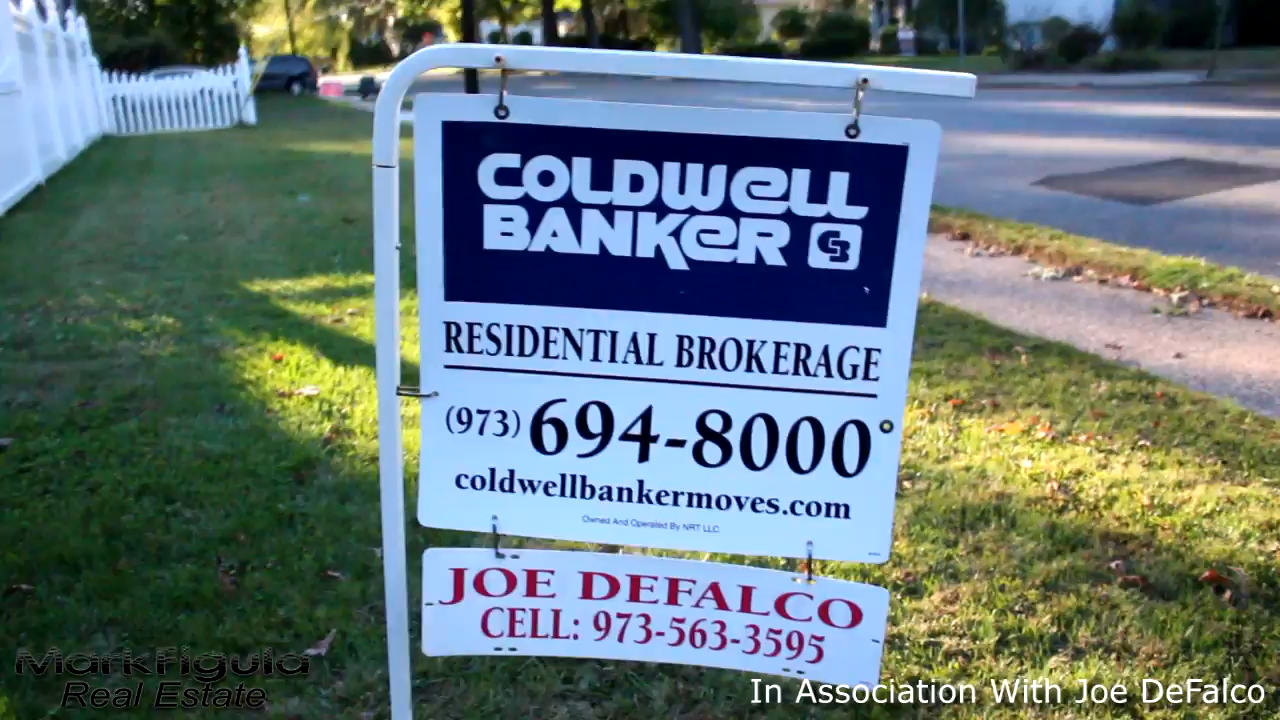 COLDWELL
BANKER CB
RESIDENTIAL BROKERAGE
(973) 694-8000
coldwellbankermoves.com
Owned And Operated By NRT LLC
JOE DEFALCO
CELL: 973-563-3595
MarkFigula
Real Estate
In Association With Joe DeFalco